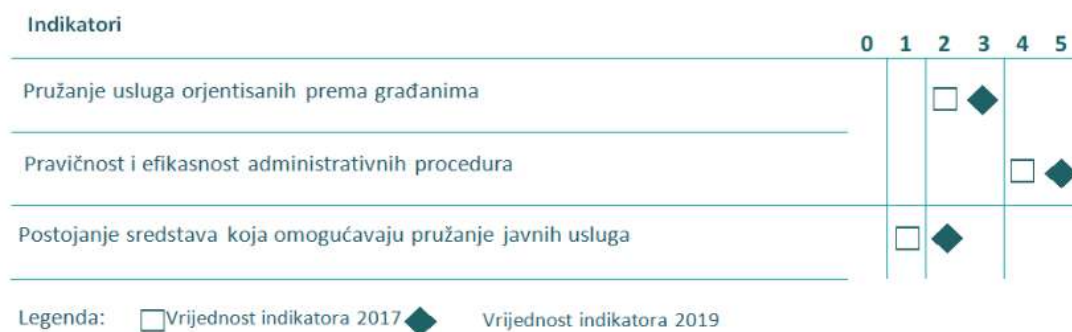 Indikatori
0 1 2 3 4 5
Pružanje usluga orjentisanih prema građanima
Pravičnost i efikasnost administrativnih procedura
Postojanje sredstava koja omogućavaju pružanje javnih usluga
Legenda: Vrijednost indikatora 2017 Vrijednost indikatora 2019